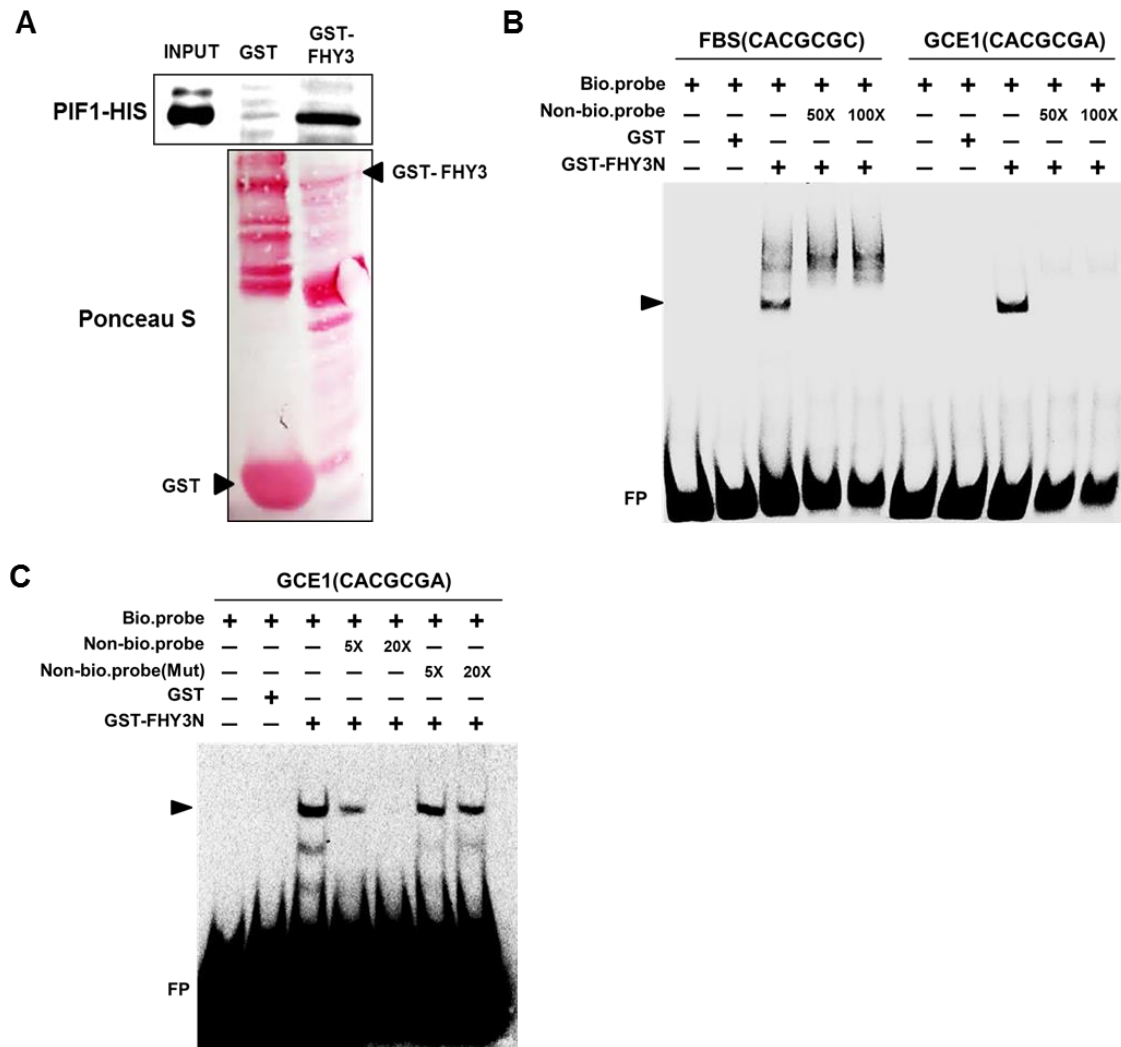 A
INPUT GST GST-FHY3
PIF1-HIS
GST- FHY3
Ponceau S
GST
B
FBS(CACGCGC) GCE1(CACGCGA)
Bio.probe + + + + + + + + + +
Non-bio.probe – – – 50X 100X – – – 50X 100X
GST – + – – – – + – – –
GST-FHY3N – – + + + – – + + +
FP
C
GCE1(CACGCGA)
Bio.probe + + + + + + +
Non-bio.probe – – – 5X 20X – –
Non-bio.probe(Mut) – – – – – 5X 20X
GST – + – – – – –
GST-FHY3N – – + + + + +
FP